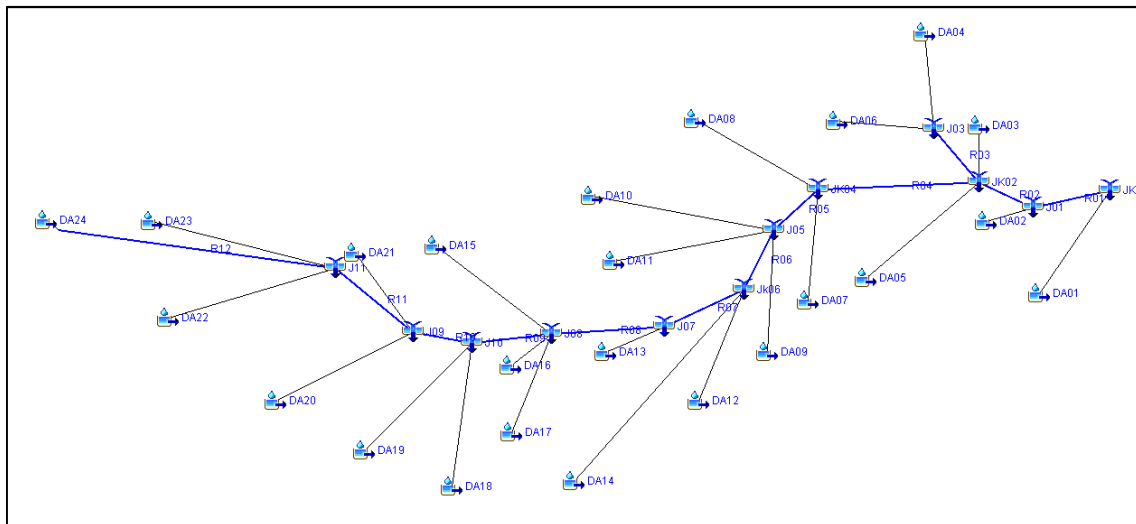 DA04
DA08
DA06
J03
DA03
R03
JK04
R04
JK02
R02
R01
JK
DA10
R05
J01
DA24
DA23
DA02
J05
R12
DA15
DA21
DA11
R06
J11
DA05
Jk06
DA01
R11
DA07
R07
J09
R10
J10
R09
J08
R08
J07
DA13
DA09
DA16
DA20
DA12
DA17
DA19
DA18
DA14
DA22